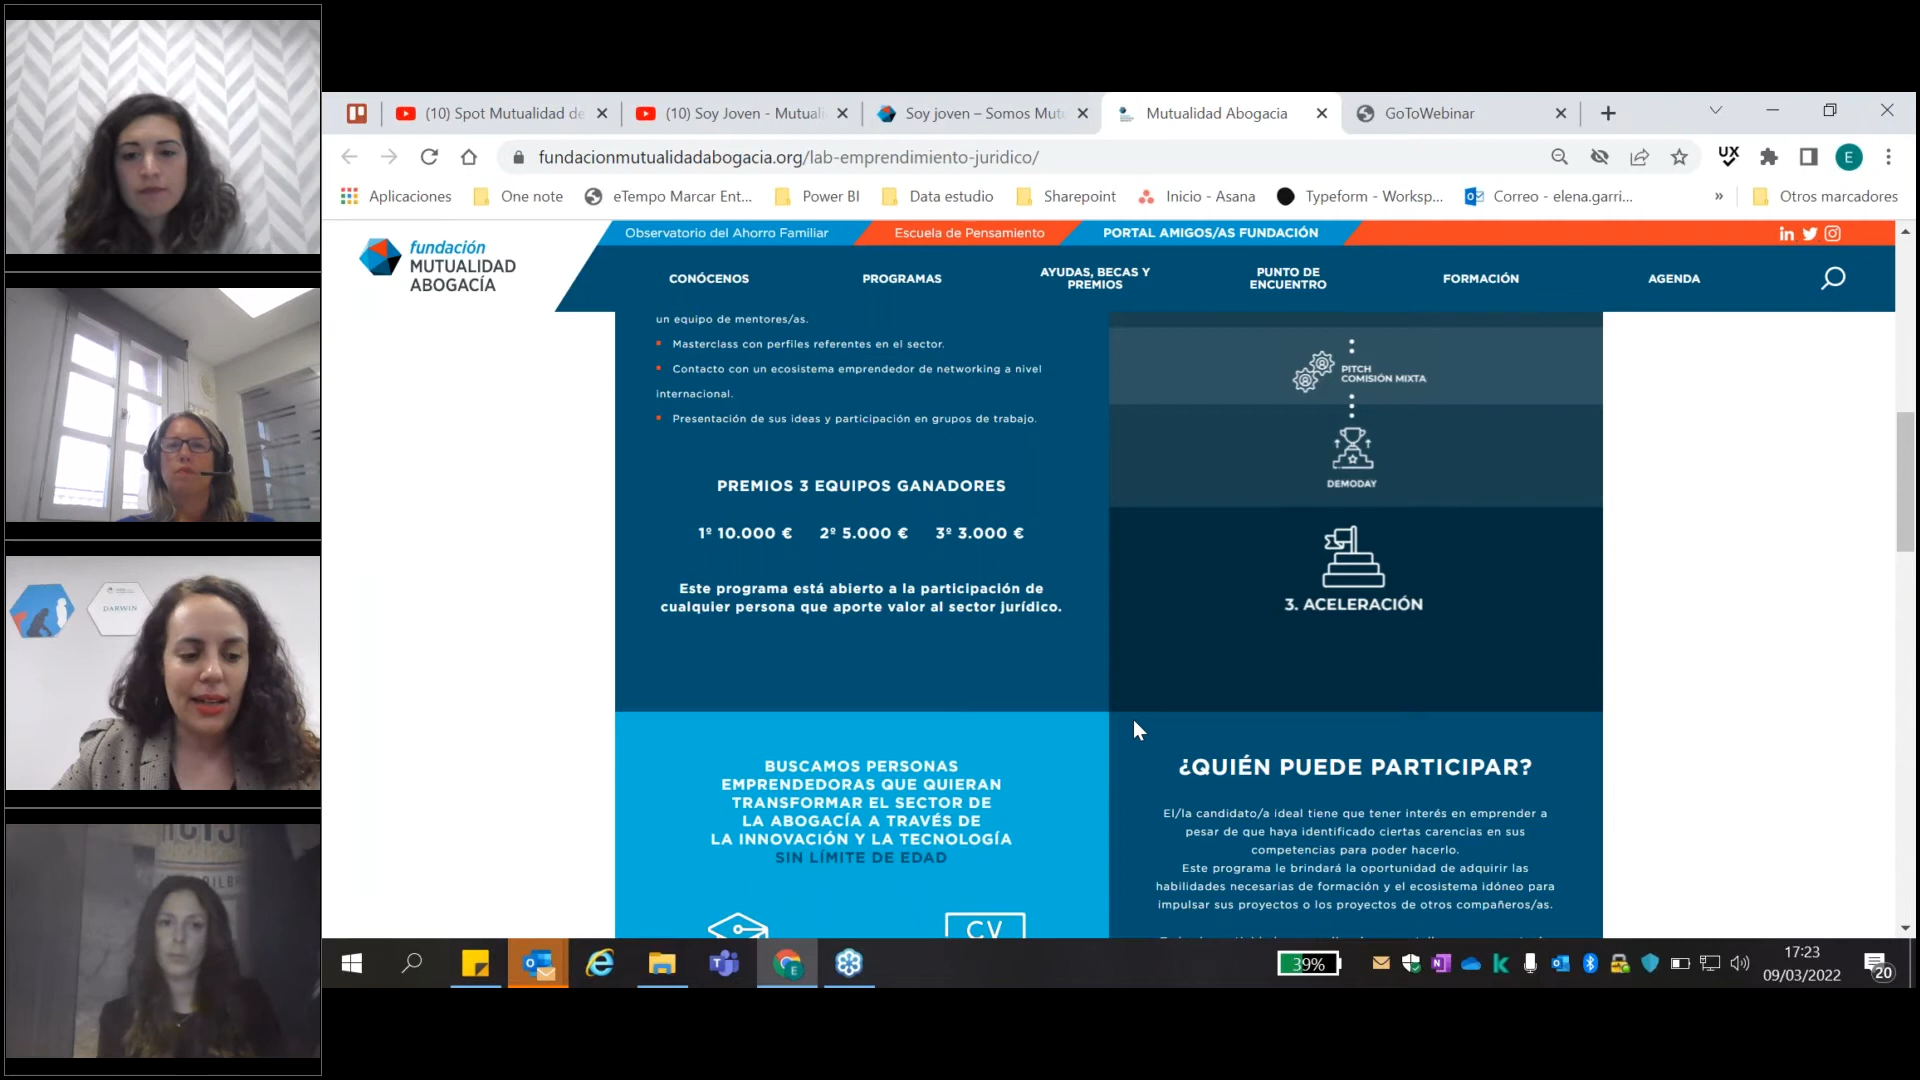 DARWIN
(10) Spot Mutualidad de
(10) Soy Joven - Mutuali
Soy joven – Somos Mutu
Mutualidad Abogacia
GoToWebinar
fundacionmutualidadabogacia.org/lab-emprendimiento-juridico/
UX
E
Aplicaciones
One note
eTempo Marcar Ent...
Power BI
Data estudio
Sharepoint
Inicio - Asana
Typeform - Worksp...
Correo - elena.garri...
»
Otros marcadores
fundación
MUTUALIDAD
ABOGACÍA
Observatorio del Ahorro Familiar
Escuela de Pensamiento
PORTAL AMIGOS/AS FUNDACIÓN
CONÓCENOS
PROGRAMAS
AYUDAS, BECAS Y
PREMIOS
PUNTO DE
ENCUENTRO
FORMACIÓN
AGENDA
un equipo de mentores/as.
Masterclass con perfiles referentes en el sector.
Contacto con un ecosistema emprendedor de networking a nivel
internacional.
Presentación de sus ideas y participación en grupos de trabajo.
PREMIOS 3 EQUIPOS GANADORES
1º 10.000 € 2º 5.000 € 3º 3.000 €
Este programa está abierto a la participación de
cualquier persona que aporte valor al sector jurídico.
PITCH
COMISIÓN MIXTA
DEMODAY
3. ACELERACIÓN
BUSCAMOS PERSONAS
EMPRENDEDORAS QUE QUIERAN
TRANSFORMAR EL SECTOR DE
LA ABOGACÍA A TRAVÉS DE
LA INNOVACIÓN Y LA TECNOLOGÍA
SIN LÍMITE DE EDAD
CV
¿QUIÉN PUEDE PARTICIPAR?
El/la candidato/a ideal tiene que tener interés en emprender a
pesar de que haya identificado ciertas carencias en sus
competencias para poder hacerlo.
Este programa le brindará la oportunidad de adquirir las
habilidades necesarias de formación y el ecosistema idóneo para
impulsar sus proyectos o los proyectos de otros compañeros/as.
39%
17:23
09/03/2022
20